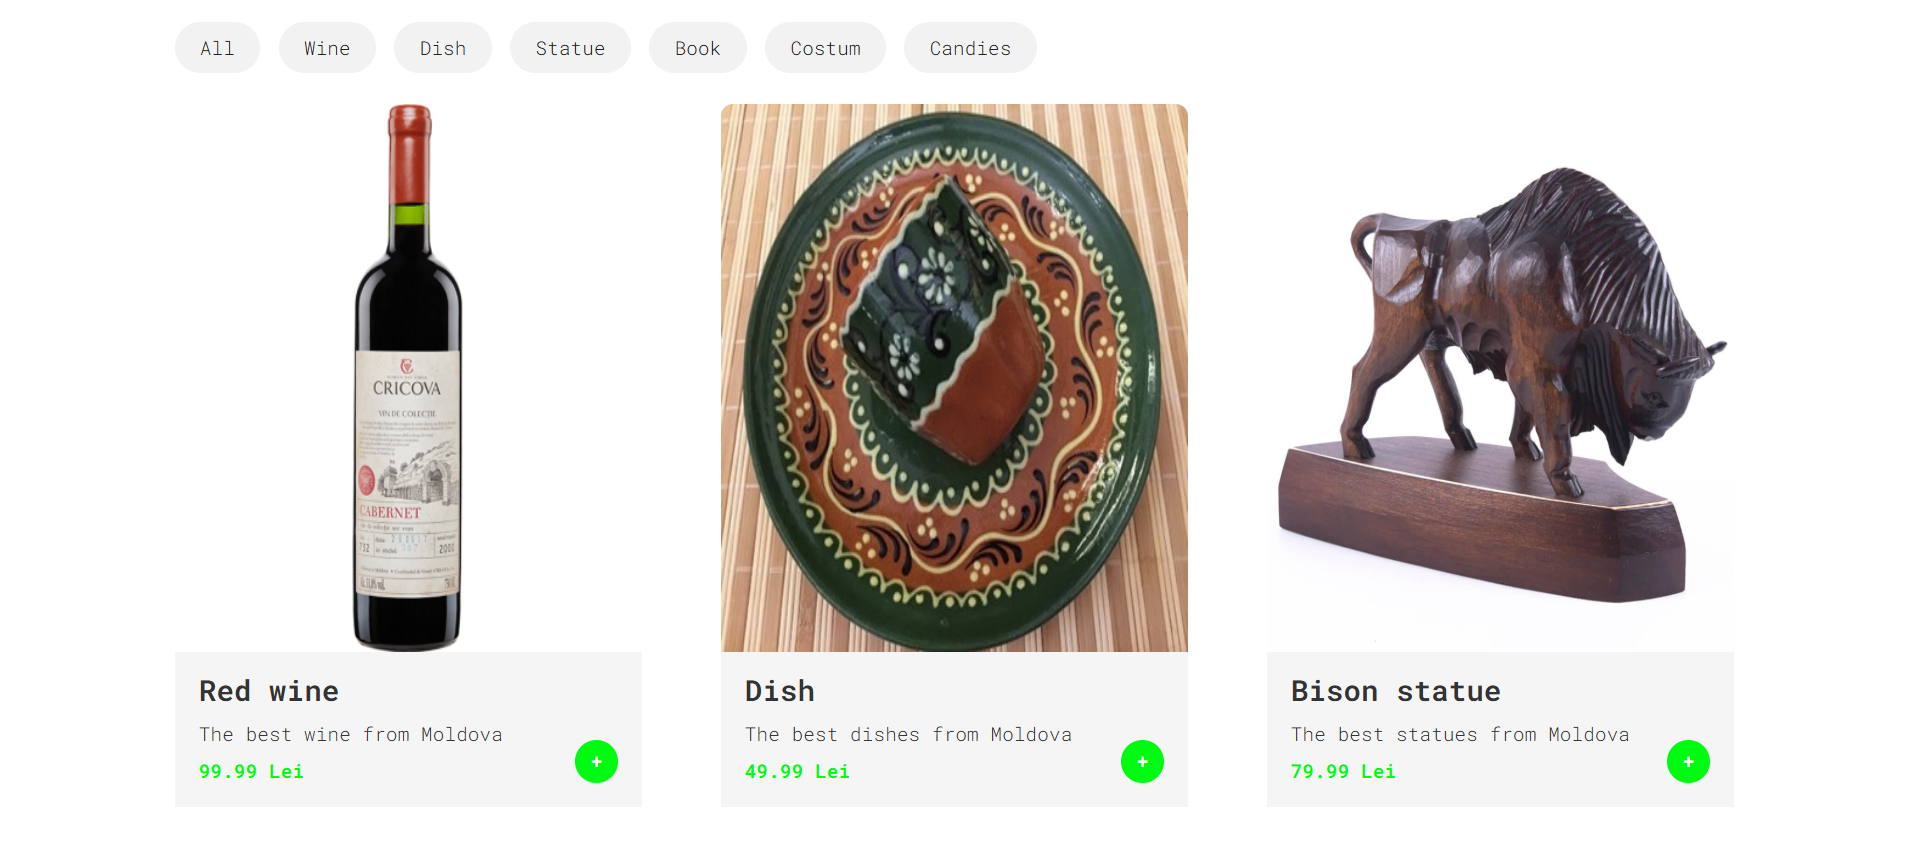 All
Wine
Dish
Statue
Book
Costum
Candies
CRICOVA
VIN DE COLECȚIE
CABERNET
732
2000
Red wine
The best wine from Moldova
99.99 Lei
+
Dish
The best dishes from Moldova
49.99 Lei
+
Bison statue
The best statues from Moldova
79.99 Lei
+